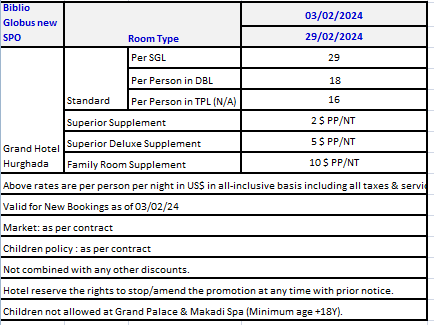 Biblio
Globus new
SPO
Room Type
03/02/2024
29/02/2024
Grand Hotel
Hurghada
Standard
Per SGL 29
Per Person in DBL 18
Per Person in TPL (N/A) 16
Superior Supplement 2 $ PP/NT
Superior Deluxe Supplement 5 $ PP/NT
Family Room Supplement 10 $ PP/NT
Above rates are per person per night in US$ in all-inclusive basis including all taxes &
Valid for New Bookings as of 03/02/24
Market: as per contract
Children policy : as per contract
Not combined with any other discounts.
Hotel reserve the rights to stop/amend the promotion at any time with prior notice.
Children not allowed at Grand Palace & Makadi Spa (Minimum age +18Y).